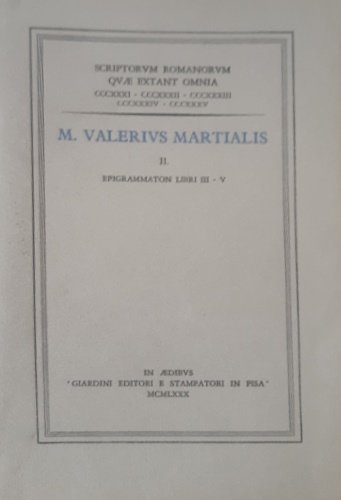 SCRIPTORVM ROMANORVM
QVÆ EXTANT OMNIA
CCCXXXI · CCCXXXII · CCCXXXIII
CCCXXXIV · CCCXXXV
M. VALERIVS MARTIALIS
II.
EPIGRAMMATON LIBRI III - V
IN ÆDIBVS
"GIARDINI EDITORI E STAMPATORI IN PISA"
MCMLXXX